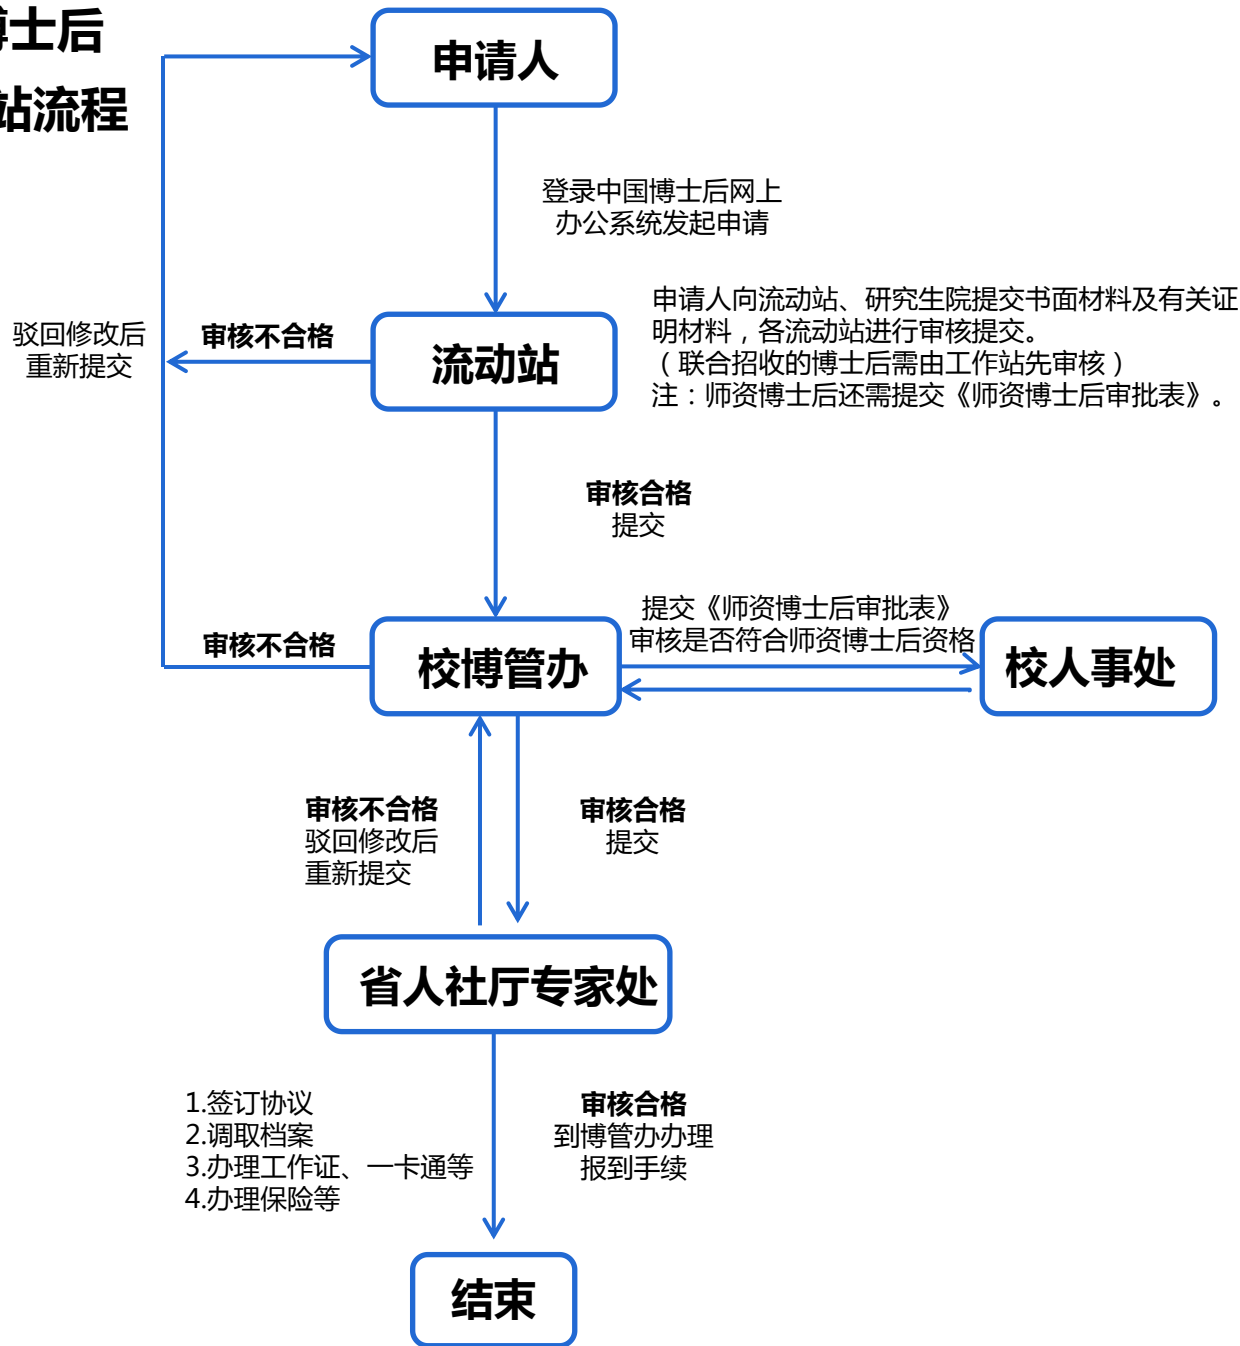 博士后
站流程
申请人
登录中国博士后网上
办公系统发起申请
申请人向流动站、研究生院提交书面材料及有关证
明材料，各流动站进行审核提交。
（联合招收的博士后需由工作站先审核）
注：师资博士后还需提交《师资博士后审批表》。
驳回修改后
重新提交
审核不合格
流动站
审核合格
提交
提交《师资博士后审批表》
审核是否符合师资博士后资格
审核不合格
校博管办
校人事处
审核不合格
驳回修改后
重新提交
审核合格
提交
省人社厅专家处
1.签订协议
2.调取档案
3.办理工作证、一卡通等
4.办理保险等
审核合格
到博管办办理
报到手续
结束